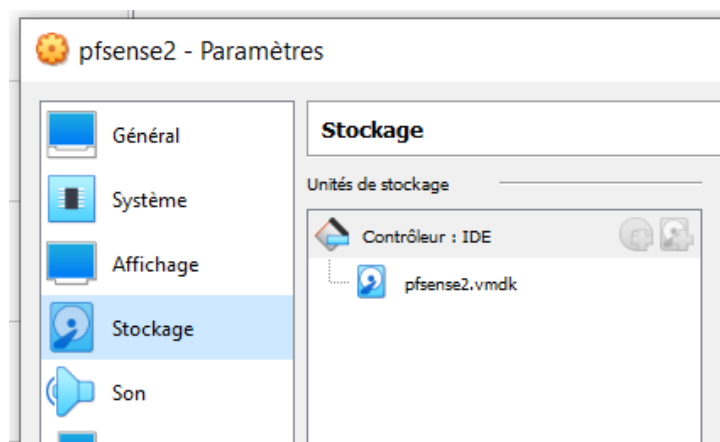 pfsense2 - Paramètres
Général
Système
Affichage
Stockage
Son
Stockage
Unités de stockage
Contrôleur : IDE
pfsense2.vmdk